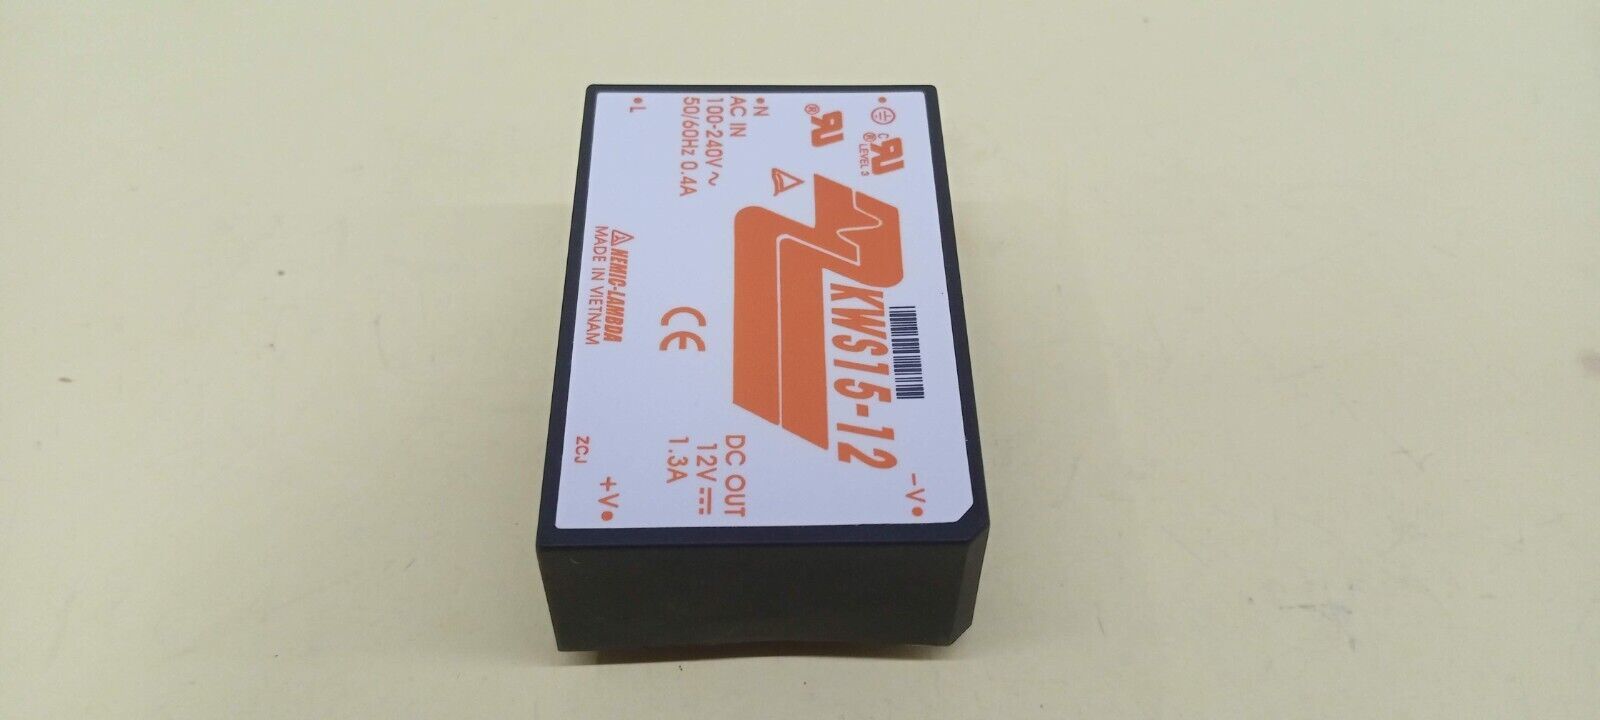 KWS15-12
C
LEVEL 3
®
®
•N
AC IN
100-240V~
50/60Hz 0.4A
•L
CE
NEMIC-LAMBDA
MADE IN VIETNAM
-V•
DC OUT
12V
1.3A
+V•
ZCJ